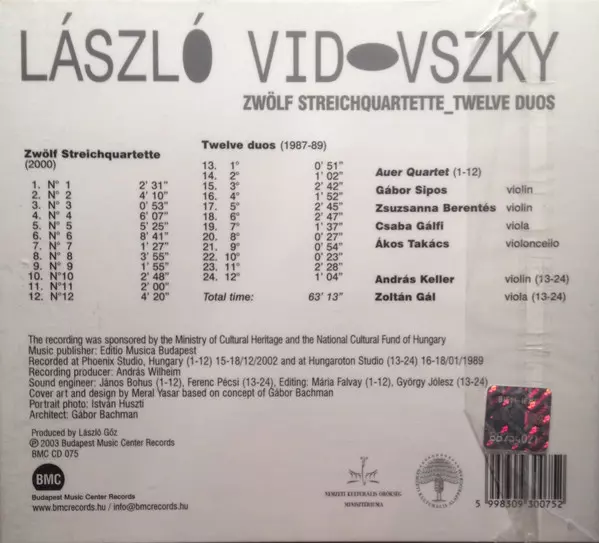 LÁSZLÓ VIDOVSZKY
ZWÖLF STREICHQUARTETTE_TWELVE DUOS
Zwölf Streichquartette
(2000)
1. N° 1 2’ 31”
2. N° 2 4’ 10”
3. N° 3 0’ 53”
4. N° 4 6’ 07”
5. N° 5 5’ 25”
6. N° 6 8’ 41”
7. N° 7 1’ 27”
8. N° 8 3’ 55”
9. N° 9 1’ 55”
10. N°10 2’ 48”
11. N°11 2’ 00”
12. N°12 4’ 20”
Twelve duos (1987-89)
13. 1° 0’ 51”
14. 2° 1’ 02”
15. 3° 2’ 42”
16. 4° 1’ 52”
17. 5° 2’ 45”
18. 6° 2’ 47”
19. 7° 1’ 37”
20. 8° 0’ 27”
21. 9° 0’ 54”
22. 10° 0’ 23”
23. 11° 2’ 28”
24. 12° 1’ 04”
Total time: 63’ 13”
Auer Quartet (1-12)
Gábor Sipos violin
Zsuzsanna Berentés violin
Csaba Gálfi viola
Ákos Takács violoncello
András Keller violin (13-24)
Zoltán Gál viola (13-24)
The recording was sponsored by the Ministry of Cultural Heritage and the National Cultural Fund of Hungary
Music publisher: Editio Musica Budapest
Recorded at Phoenix Studio, Hungary (1-12) 15-18/12/2002 and at Hungaroton Studio (13-24) 16-18/01/1989
Recording producer: András Wilheim
Sound engineer: János Bohus (1-12), Ferenc Pécsi (13-24), Editing: Mária Falvay (1-12), György Jólesz (13-24)
Cover art and design by Meral Yasar based on concept of Gábor Bachman
Portrait photo: István Huszti
Architect: Gábor Bachman
Produced by László Gőz
℗ © 2003 Budapest Music Center Records
BMC CD 075
BMC
Budapest Music Center Records
www.bmcrecords.hu / info@bmcrecords.hu
NEMZETI KULTURÁLIS ÖRÖKSÉG
MINISZTÉRIUMA
5 998309 300752